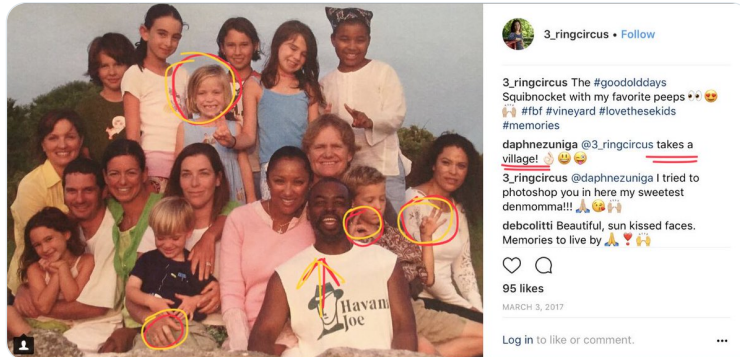 3_ringcircus • Follow
3_ringcircus The #goodolddays
Squibnocket with my favorite peeps 👀😍
🙌🏻 #fbf #vineyard #lovethesekids
#memories
daphnezuniga @3_ringcircus takes a
village! 👌🏻😃😜
3_ringcircus @daphnezuniga I tried to
photoshop you in here my sweetest
denmomma!!! 🙏🏼😘🙌🏻
debcolitti Beautiful, sun kissed faces.
Memories to live by 🙏❣️🙌
95 likes
MARCH 3, 2017
Log in to like or comment.
Havana
Joe